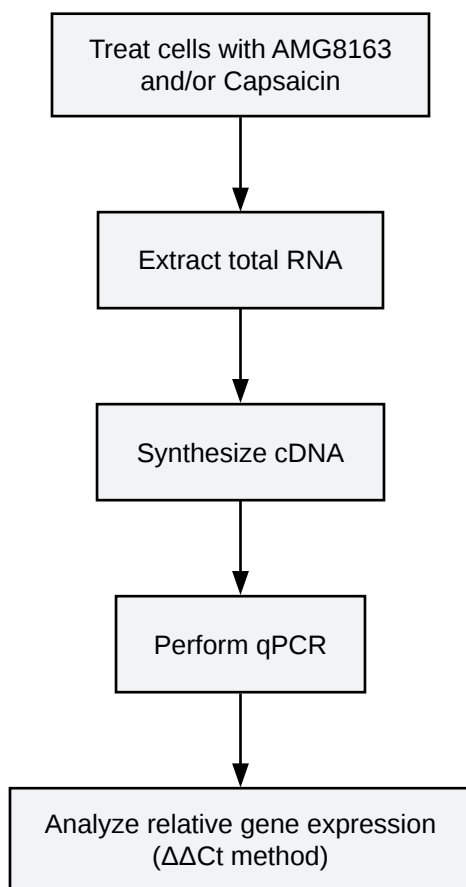 Treat cells with AMG8163
and/or Capsaicin
Extract total RNA
Synthesize cDNA
Perform qPCR
Analyze relative gene expression
(ΔΔCt method)